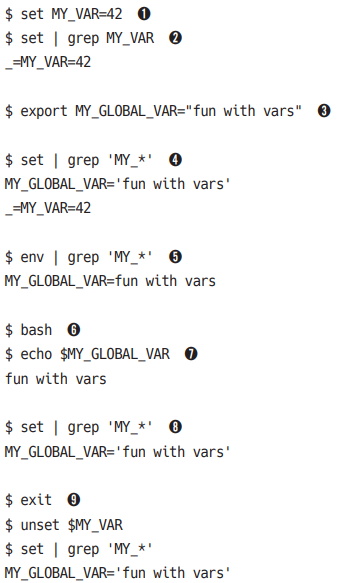 $ set MY_VAR=42 ❶
$ set | grep MY_VAR ❷
_=MY_VAR=42
$ export MY_GLOBAL_VAR="fun with vars" ❸
$ set | grep 'MY_*' ❹
MY_GLOBAL_VAR='fun with vars'
_=MY_VAR=42
$ env | grep 'MY_*' ❺
MY_GLOBAL_VAR=fun with vars
$ bash ❻
$ echo $MY_GLOBAL_VAR ❼
fun with vars
$ set | grep 'MY_*' ❽
MY_GLOBAL_VAR='fun with vars'
$ exit ❾
$ unset $MY_VAR
$ set | grep 'MY_*'
MY_GLOBAL_VAR='fun with vars'